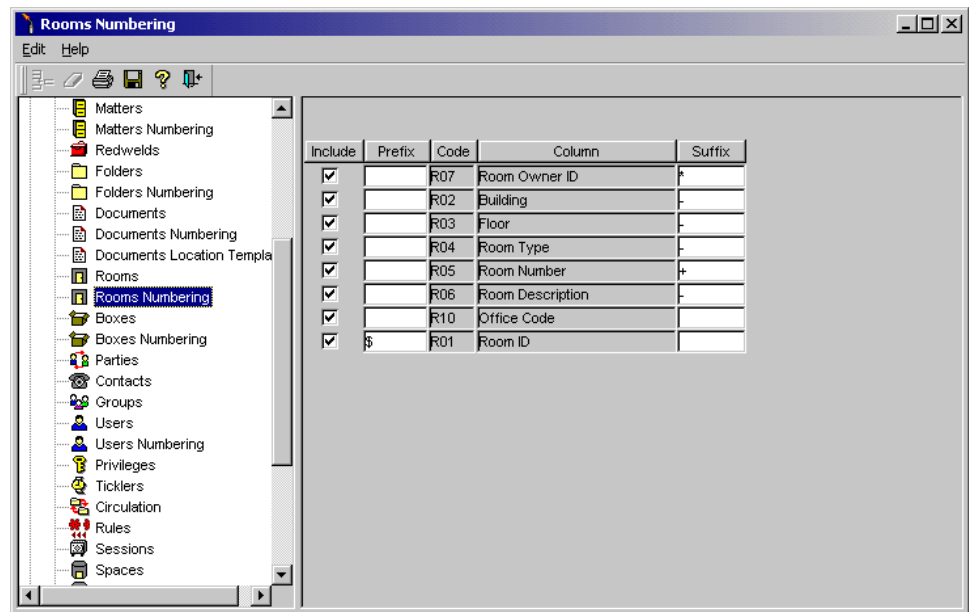 Rooms Numbering
Edit Help
Matters
Matters Numbering
Redwelds
Folders
Folders Numbering
Documents
Documents Numbering
Documents Location Templa
Rooms
Rooms Numbering
Boxes
Boxes Numbering
Parties
Contacts
Groups
Users
Users Numbering
Privileges
Ticklers
Circulation
Rules
Sessions
Spaces
Include Prefix Code Column Suffix
R07 Room Owner ID *
R02 Building -
R03 Floor -
R04 Room Type -
R05 Room Number +
R06 Room Description -
R10 Office Code
$ R01 Room ID